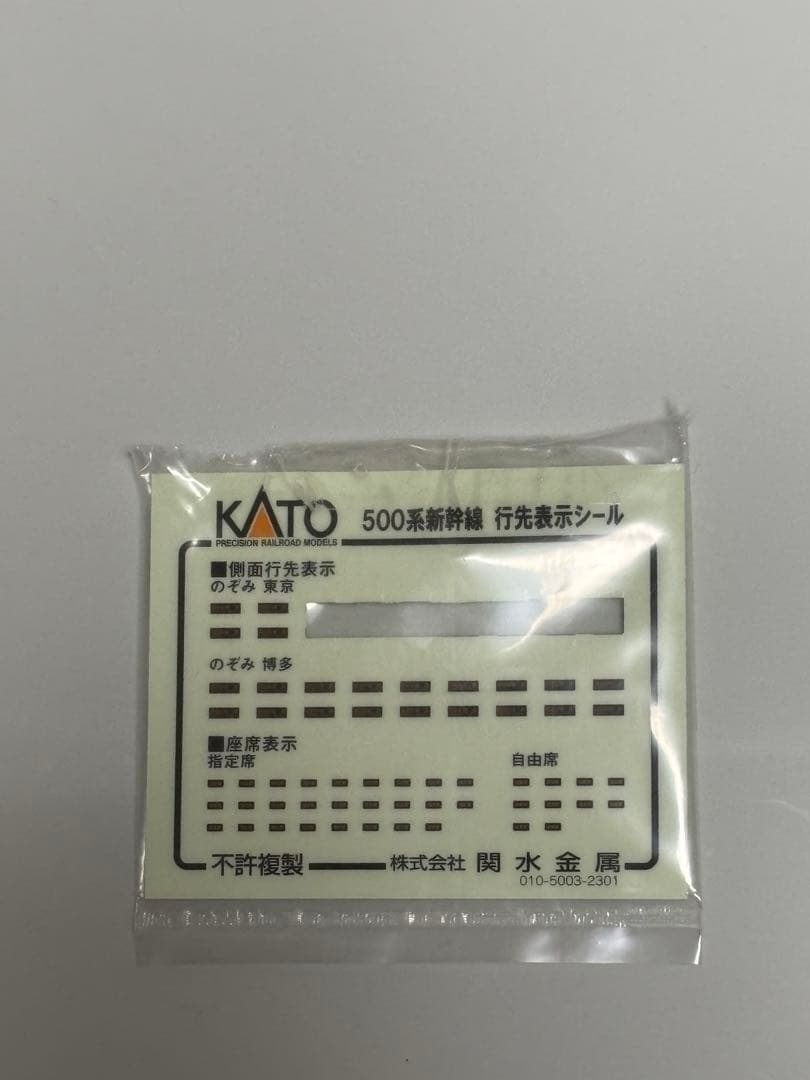 KATO
PRECISION RAILROAD MODELS
500系新幹線 行先表示シール
■側面行先表示
のぞみ 東京
のぞみ 博多
■座席表示
指定席
自由席
不許複製
株式会社 関水金属
010-5003-2301